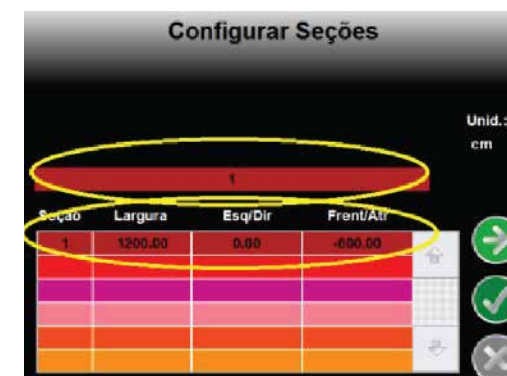 Configurar Seções
Unid.:
cm
1
Seção Largura Esq/Dir Frent/Atr
1 1200.00 0.00 -600.00